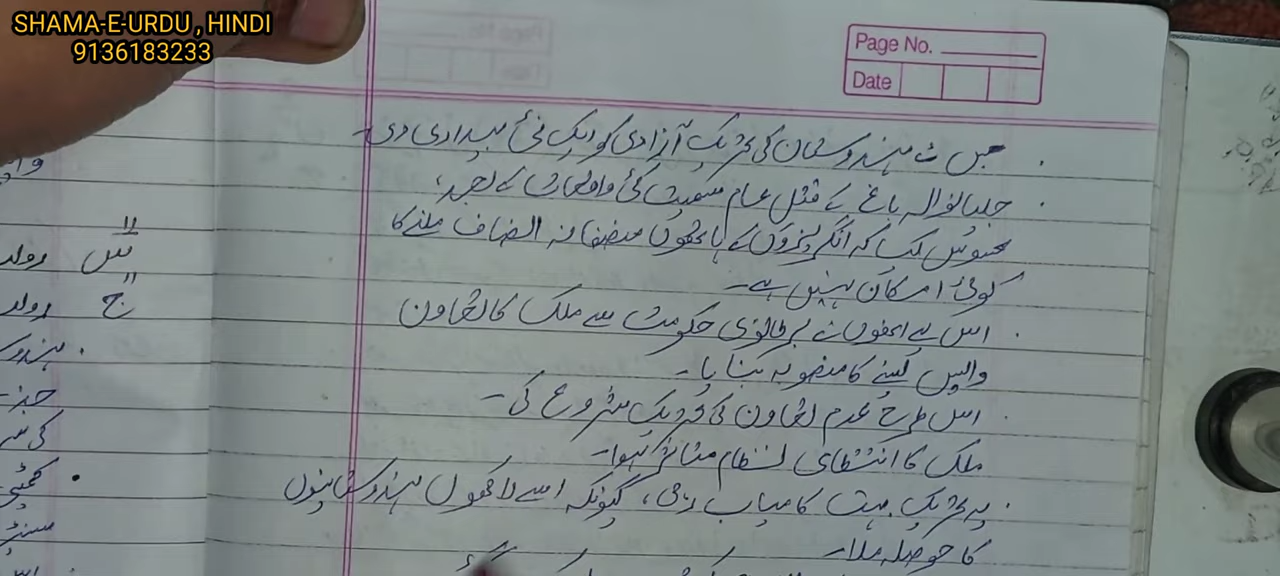 SHAMA-E-URDU , HINDI
9136183233
Page No.
Date
جس نے ہندوستان کی تحریک آزادی کو ایک نئی بیداری دی۔
جلیانوالہ باغ کے قتل عام سمیت کئی واقعات کے بعد،
محسوس کیا کہ انگریزوں کے ہاتھوں منصفانہ انصاف ملنے کا
کوئی امکان نہیں ہے۔
اس لیے انھوں نے برطانوی حکومت سے ملک کا تعاون
واپس لینے کا منصوبہ بنایا۔
اس طرح عدم تعاون کی تحریک شروع کی۔
ملک کا انتظامی نظام متاثر ہوا۔
یہ تحریک بہت کامیاب رہی، کیونکہ اسے لاکھوں ہندوستانیوں
کا حوصلہ ملا۔
س رولٹ
ج رولٹ